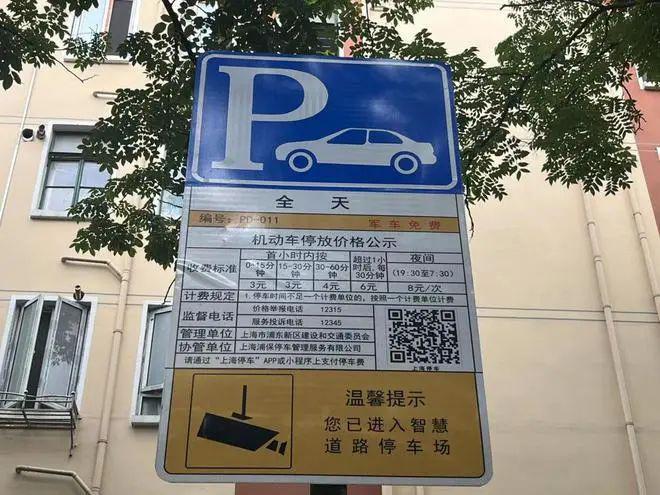 P
全天
编号：PD-011 军车免费
机动车停放价格公示
收费标准 首小时内按 超过1小时后，每30分钟 夜间（19:30至7:30）
0-15分钟 15-30分钟 30-60分钟
3元 3元 4元 6元 8元/次
计费规定 1.停车时间不足一个计费单位的，按照一个计费单位计费
监督电话 价格举报电话 12315
服务投诉电话 12345
管理单位 上海市浦东新区建设和交通委员会
协管单位 上海浦保停车管理服务有限公司
请通过“上海停车”APP或小程序上支付停车费
上海停车
温馨提示
您已进入智慧
道路停车场